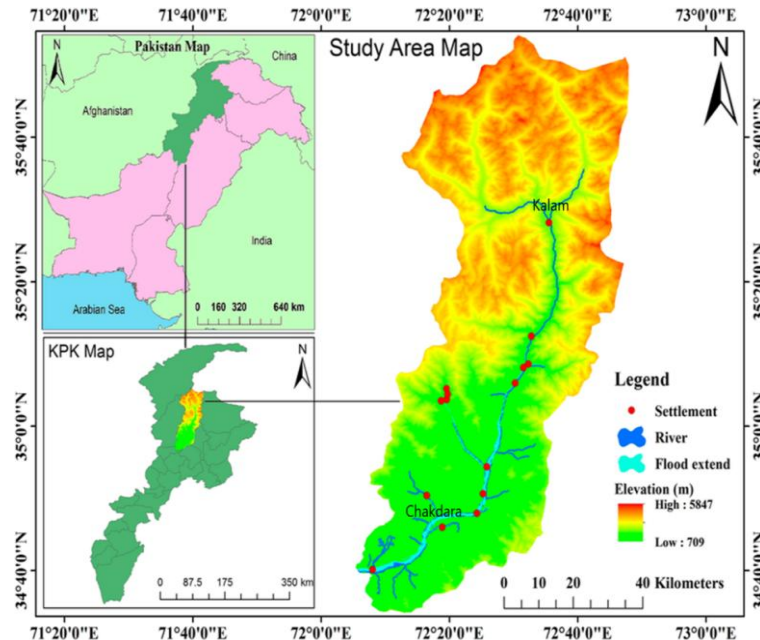 71°20'0"E 71°40'0"E 72°0'0"E 72°20'0"E 72°40'0"E 73°0'0"E
35°40'0"N
35°20'0"N
35°0'0"N
34°40'0"N
N
Pakistan Map
China
Afghanistan
India
Arabian Sea
0 160 320 640 km
KPK Map
N
0 87.5 175 350 km
Study Area Map
N
Kalam
Chakdara
Legend
Settlement
River
Flood extend
Elevation (m)
High : 5847
Low : 709
0 10 20 40 Kilometers
35°40'0"N
35°20'0"N
35°0'0"N
34°40'0"N
71°20'0"E 71°40'0"E 72°0'0"E 72°20'0"E 72°40'0"E 73°0'0"E